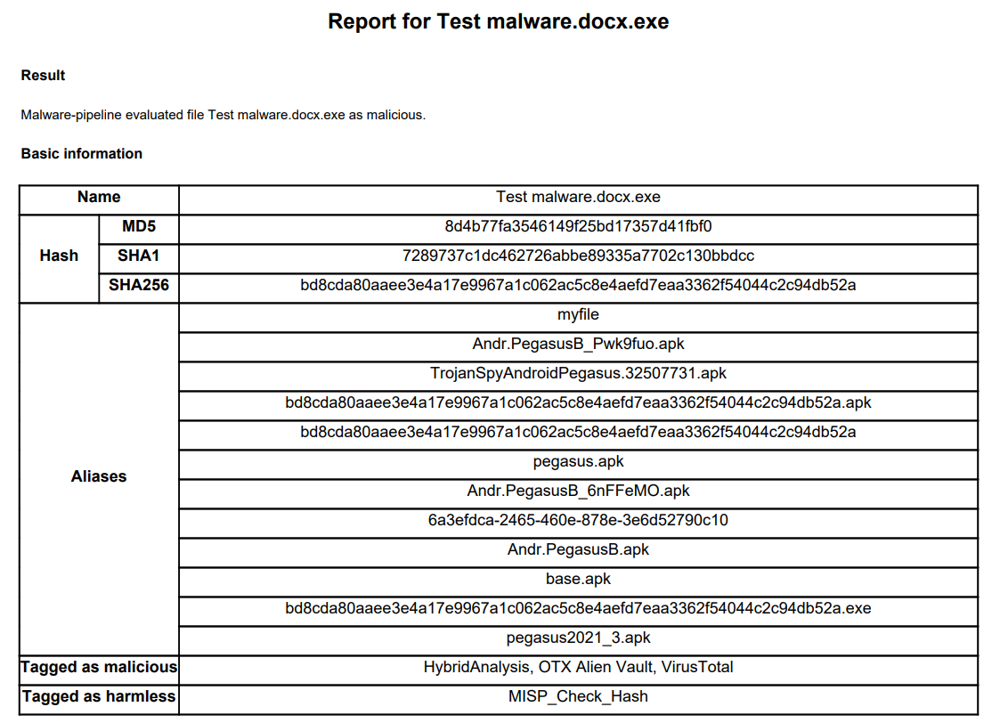 Report for Test malware.docx.exe
Result
Malware-pipeline evaluated file Test malware.docx.exe as malicious.
Basic information
Name Test malware.docx.exe
Hash
MD5 8d4b77fa3546149f25bd17357d41fbf0
SHA1 7289737c1dc462726abbe89335a7702c130bbdcc
SHA256 bd8cda80aaee3e4a17e9967a1c062ac5c8e4aefd7eaa3362f54044c2c94db52a
Aliases
myfile
Andr.PegasusB_Pwk9fuo.apk
TrojanSpyAndroidPegasus.32507731.apk
bd8cda80aaee3e4a17e9967a1c062ac5c8e4aefd7eaa3362f54044c2c94db52a.apk
bd8cda80aaee3e4a17e9967a1c062ac5c8e4aefd7eaa3362f54044c2c94db52a
pegasus.apk
Andr.PegasusB_6nFFeMO.apk
6a3efdca-2465-460e-878e-3e6d52790c10
Andr.PegasusB.apk
base.apk
bd8cda80aaee3e4a17e9967a1c062ac5c8e4aefd7eaa3362f54044c2c94db52a.exe
pegasus2021_3.apk
Tagged as malicious HybridAnalysis, OTX Alien Vault, VirusTotal
Tagged as harmless MISP_Check_Hash